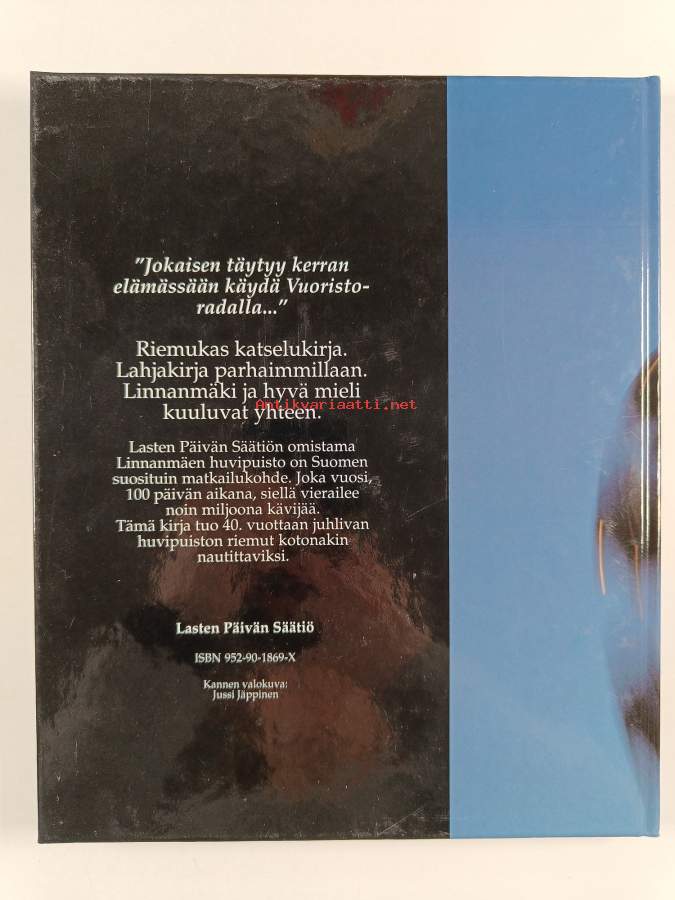 ”Jokaisen täytyy kerran
elämässään käydä Vuoristo-
radalla...”
Riemukas katselukirja.
Lahjakirja parhaimmillaan.
Linnanmäki ja hyvä mieli
Antikvariaatti.net
kuuluvat yhteen.
Lasten Päivän Säätiön omistama
Linnanmäen huvipuisto on Suomen
suosituin matkailukohde. Joka vuosi,
100 päivän aikana, siellä vierailee
noin miljoona kävijää.
Tämä kirja tuo 40. vuottaan juhlivan
huvipuiston riemut kotonakin
nautittaviksi.
Lasten Päivän Säätiö
ISBN 952-90-1869-X
Kannen valokuva:
Jussi Jäppinen